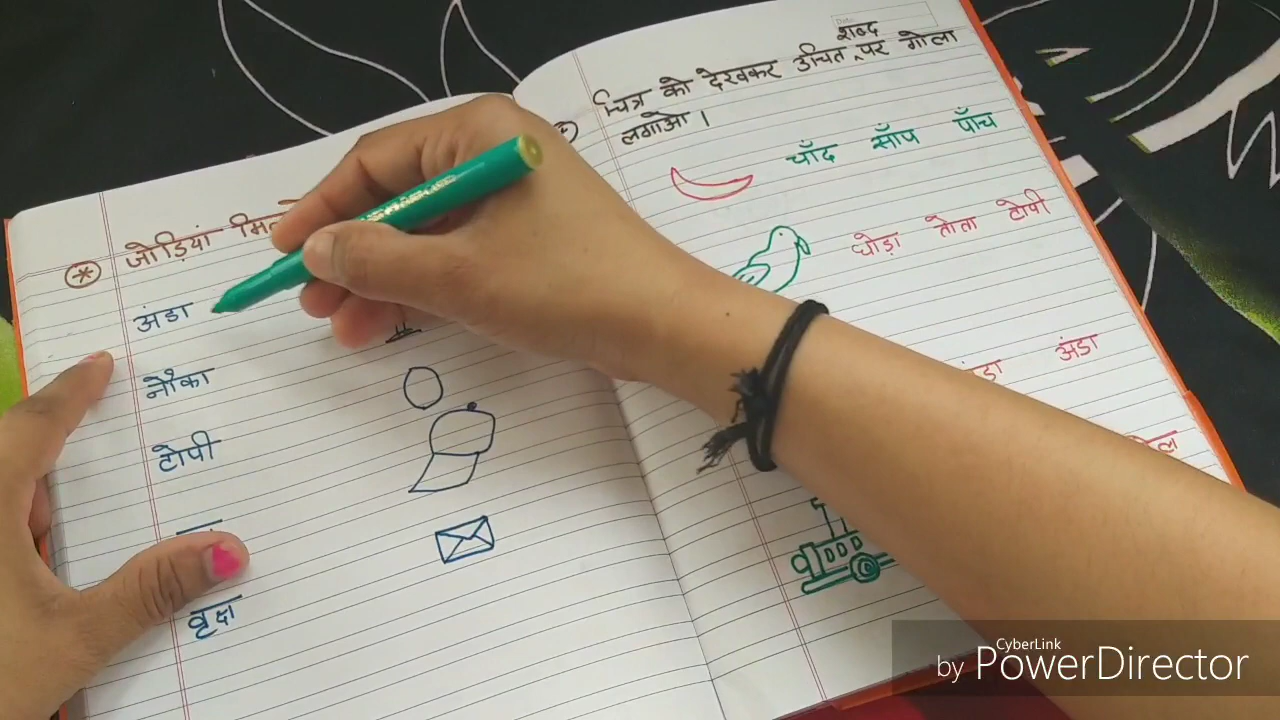 * जोड़ियां
अंडा
नौका
टोपी
वृक्ष
चित्र को देखकर उचित शब्द पर गोला
लगाओ।
चाँद साँप पाँच
घोड़ा तोता टोपी
अंडा
by CyberLink PowerDirector